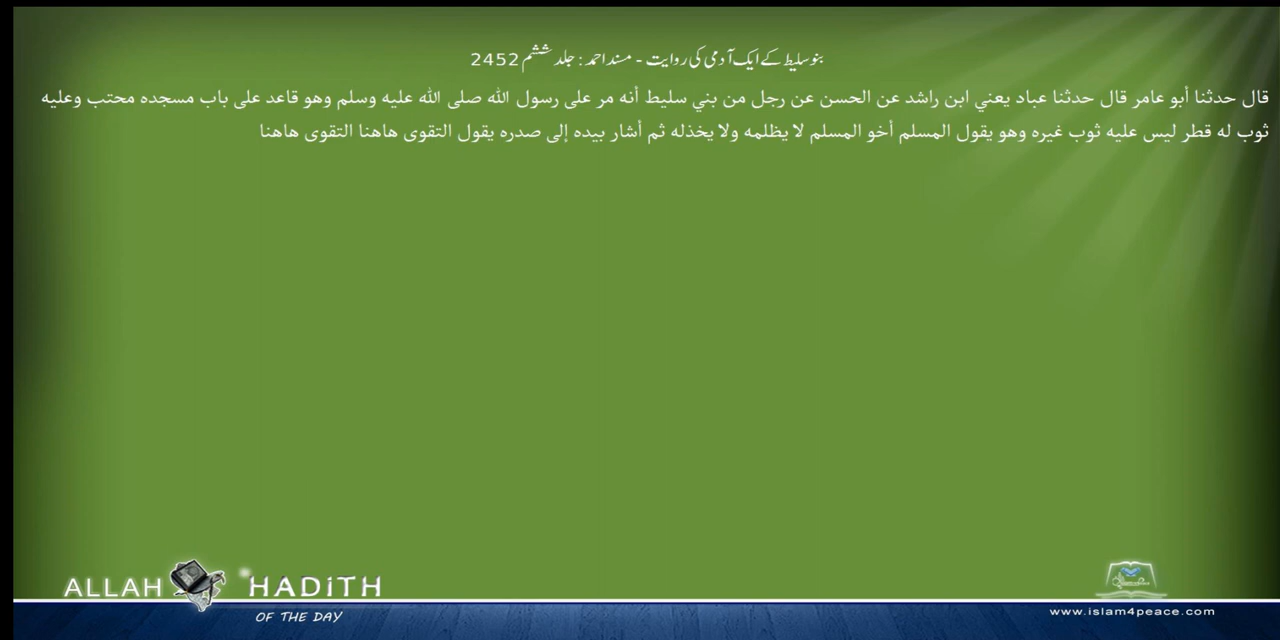 بنو سلیط کے ایک آدمی کی روایت - مسند احمد : جلد ششم 2452
قال حدثنا أبو عامر قال حدثنا عباد يعني ابن راشد عن الحسن عن رجل من بني سليط أنه مر على رسول الله صلى الله عليه وسلم وهو قاعد على باب مسجده محتب وعليه
ثوب له قطر ليس عليه ثوب غيره وهو يقول المسلم أخو المسلم لا يظلمه ولا يخذله ثم أشار بيده إلى صدره يقول التقوى هاهنا التقوى هاهنا
ALLAH HADITH
OF THE DAY
www.islam4peace.com